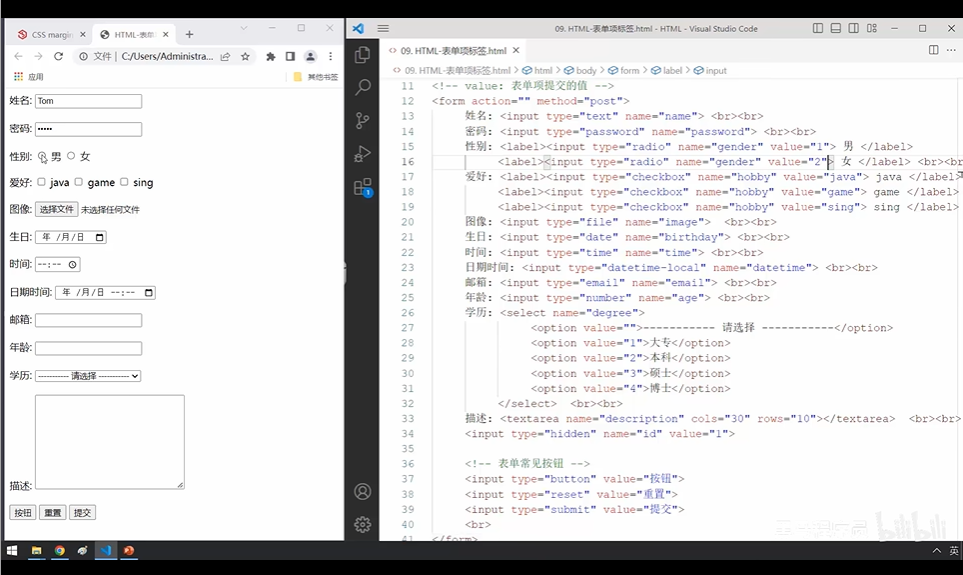 CSS margin
HTML-表单
09. HTML-表单项标签.html - HTML - Visual Studio Code
文件
C:/Users/Administra...
应用
其他书签
姓名: Tom
密码: •••••
性别: 男 女
爱好: java game sing
图像: 选择文件 未选择任何文件
生日: 年 /月/日
时间: --:--
日期时间: 年 /月/日 --:--
邮箱:
年龄:
学历: ----------- 请选择 -----------
描述:
按钮 重置 提交
09. HTML-表单项标签.html
09. HTML-表单项标签.html > html > body > form > label > input
11 <!-- value: 表单项提交的值 -->
12 <form action="" method="post">
13 姓名: <input type="text" name="name"> <br><br>
14 密码: <input type="password" name="password"> <br><br>
15 性别: <label><input type="radio" name="gender" value="1"> 男 </label>
16 <label><input type="radio" name="gender" value="2"> 女 </label> <br><br
17 爱好: <label><input type="checkbox" name="hobby" value="java"> java </label>
18 <label><input type="checkbox" name="hobby" value="game"> game </label>
19 <label><input type="checkbox" name="hobby" value="sing"> sing </label>
20 图像: <input type="file" name="image"> <br><br>
21 生日: <input type="date" name="birthday"> <br><br>
22 时间: <input type="time" name="time"> <br><br>
23 日期时间: <input type="datetime-local" name="datetime"> <br><br>
24 邮箱: <input type="email" name="email"> <br><br>
25 年龄: <input type="number" name="age"> <br><br>
26 学历: <select name="degree">
27 <option value="">----------- 请选择 -----------</option>
28 <option value="1">大专</option>
29 <option value="2">本科</option>
30 <option value="3">硕士</option>
31 <option value="4">博士</option>
32 </select> <br><br>
33 描述: <textarea name="description" cols="30" rows="10"></textarea> <br><br>
34 <input type="hidden" name="id" value="1">
35
36 <!-- 表单常见按钮 -->
37 <input type="button" value="按钮">
38 <input type="reset" value="重置">
39 <input type="submit" value="提交">
40 <br>
41 </form>
1
bilibili
英